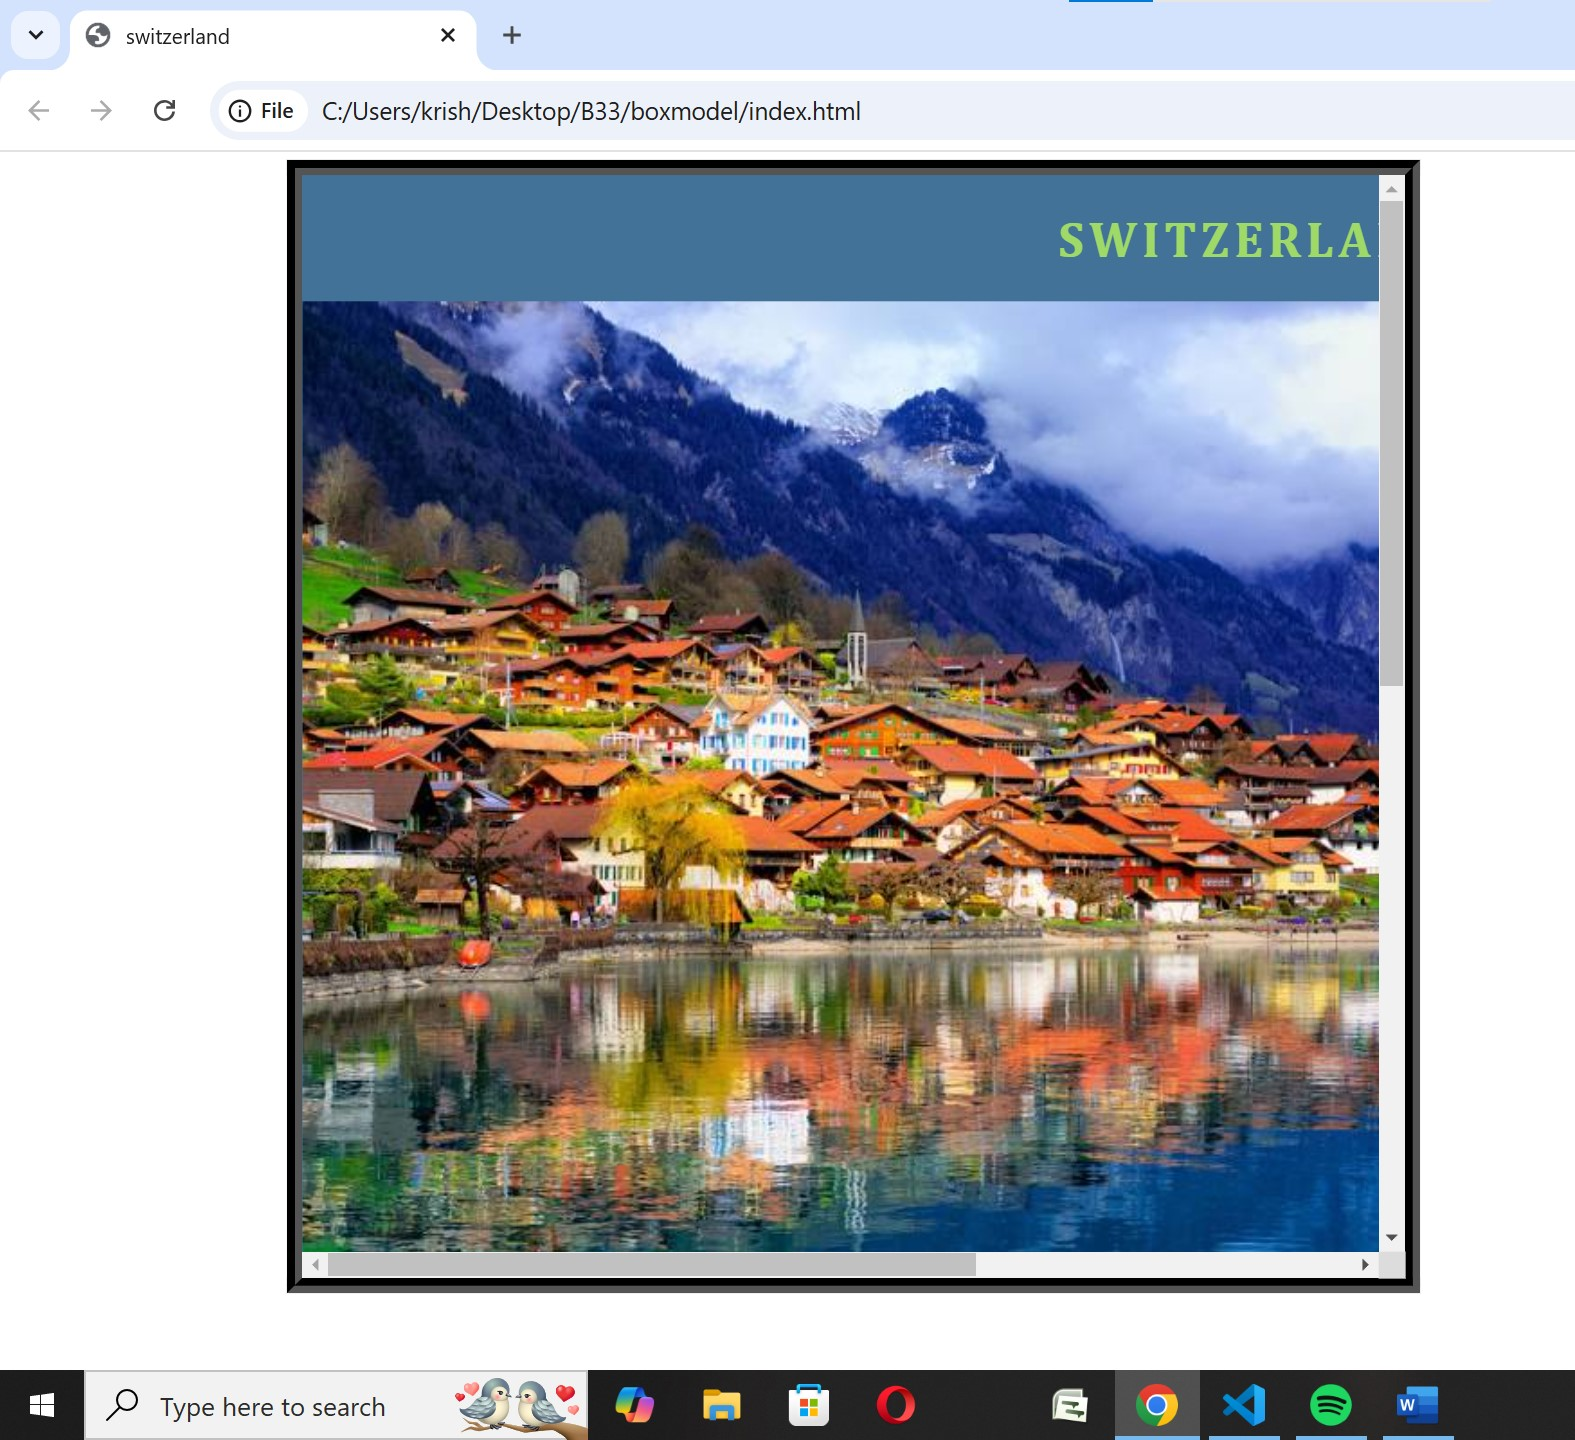 switzerland
File C:/Users/krish/Desktop/B33/boxmodel/index.html
SWITZERLA
Type here to search
W